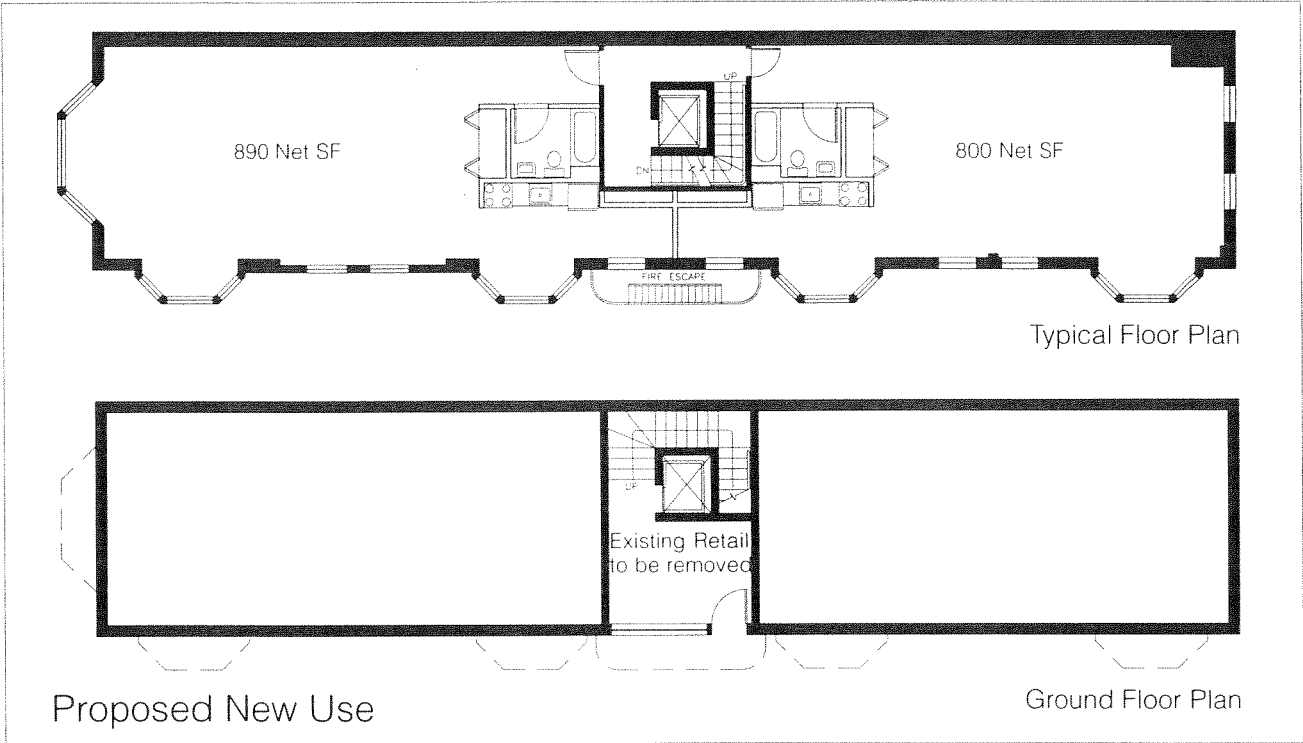 UP
890 Net SF
800 Net SF
DN
FIRE ESCAPE
Typical Floor Plan
UP
Existing Retail
to be removed
Proposed New Use
Ground Floor Plan